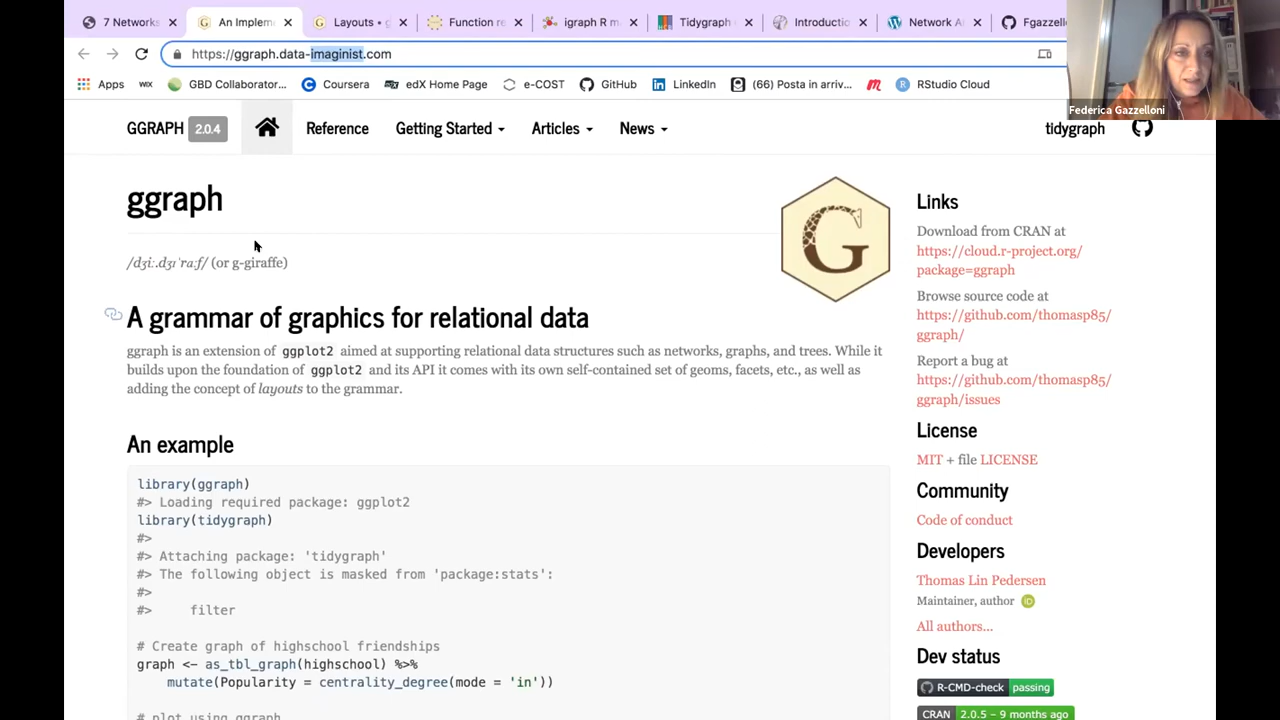 7 Networks
An Implem
Layouts • g
Function re
igraph R m
Tidygraph
Introductio
Network A
Fgazzello
https://ggraph.data-imaginist.com
Apps
WIX
GBD Collaborator...
Coursera
edX Home Page
e-COST
GitHub
LinkedIn
(66) Posta in arriv...
RStudio Cloud
Federica Gazzelloni
GGRAPH 2.0.4
Reference
Getting Started
Articles
News
tidygraph
ggraph
/dʒiː.dʒɪˈrɑːf/ (or g-giraffe)
G
A grammar of graphics for relational data
ggraph is an extension of ggplot2 aimed at supporting relational data structures such as networks, graphs, and trees. While it
builds upon the foundation of ggplot2 and its API it comes with its own self-contained set of geoms, facets, etc., as well as
adding the concept of layouts to the grammar.
An example
library(ggraph)
#> Loading required package: ggplot2
library(tidygraph)
#>
#> Attaching package: 'tidygraph'
#> The following object is masked from 'package:stats':
#>
#>     filter
# Create graph of highschool friendships
graph <- as_tbl_graph(highschool) %>%
    mutate(Popularity = centrality_degree(mode = 'in'))
# plot using ggraph
Links
Download from CRAN at
https://cloud.r-project.org/
package=ggraph
Browse source code at
https://github.com/thomasp85/
ggraph/
Report a bug at
https://github.com/thomasp85/
ggraph/issues
License
MIT + file LICENSE
Community
Code of conduct
Developers
Thomas Lin Pedersen
Maintainer, author iD
All authors...
Dev status
R-CMD-check passing
CRAN 2.0.5 – 9 months ago